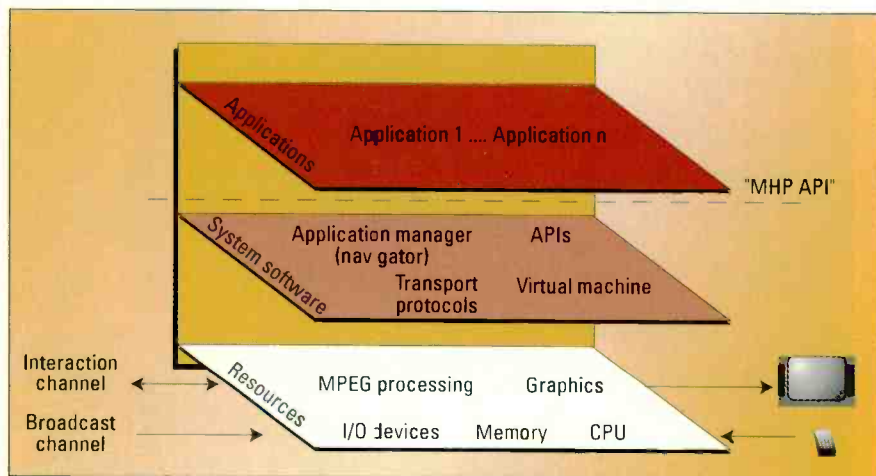 Applications
Application 1 .... Application n
"MHP API"
System software
Application manager
(nav gator)
APIs
Transport
protocols
Virtual machine
Interaction
channel
Resources
MPEG processing
Graphics
Broadcast
channel
I/O devices
Memory
CPU